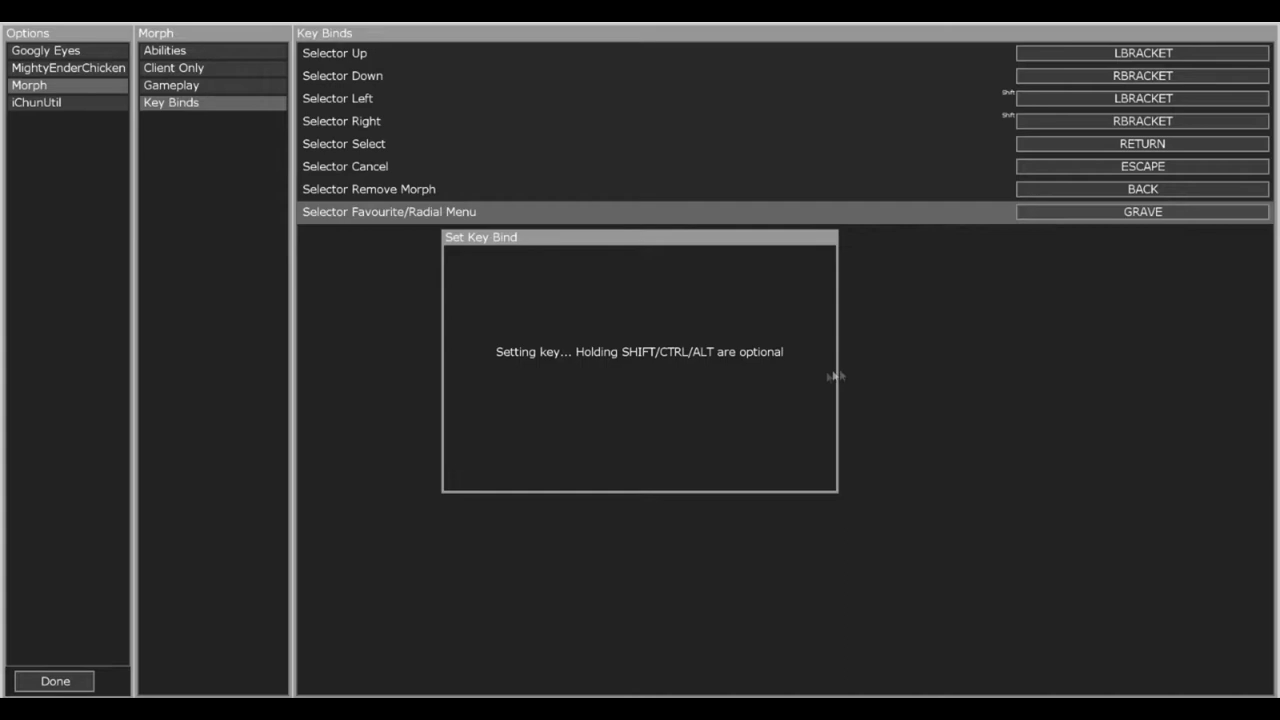 Options
Googly Eyes
MightyEnderChicken
Morph
iChunUtil
Done
Morph
Abilities
Client Only
Gameplay
Key Binds
Key Binds
Selector Up LBRACKET
Selector Down RBRACKET
Selector Left Shift LBRACKET
Selector Right Shift RBRACKET
Selector Select RETURN
Selector Cancel ESCAPE
Selector Remove Morph BACK
Selector Favourite/Radial Menu GRAVE
Set Key Bind
Setting key... Holding SHIFT/CTRL/ALT are optional